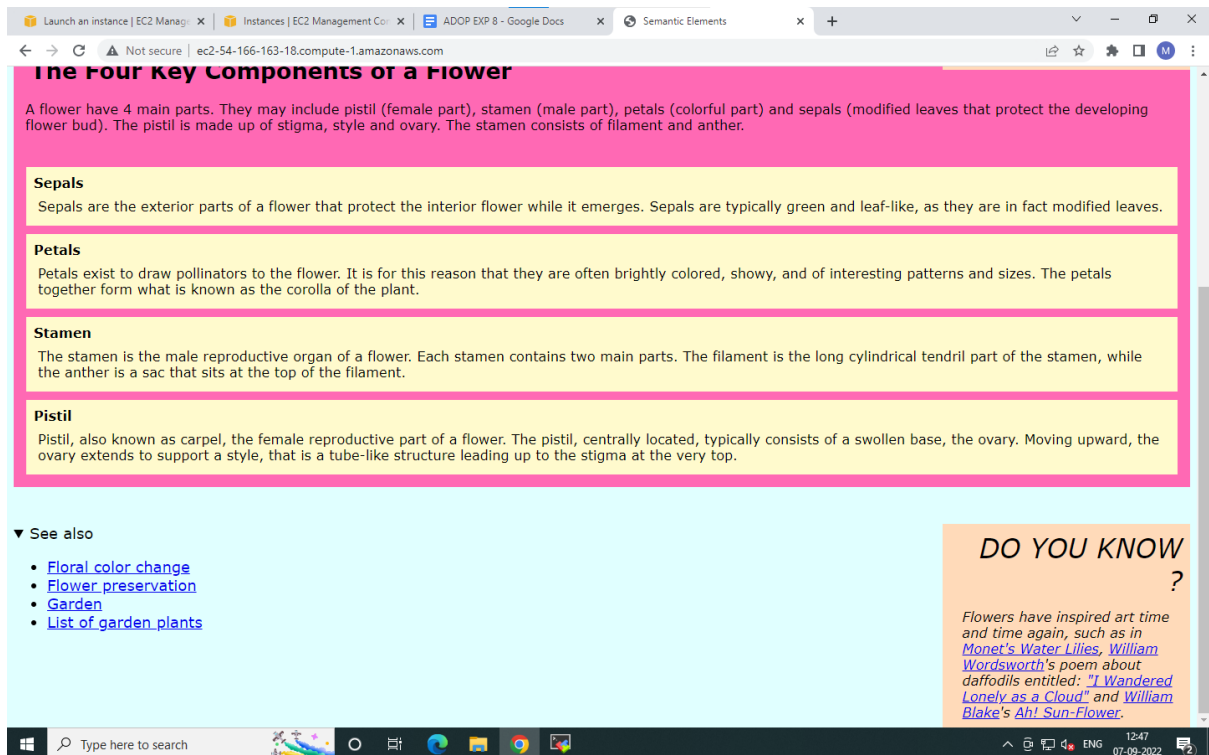 Launch an instance | EC2 Manage
Instances | EC2 Management Con
ADOP EXP 8 - Google Docs
Semantic Elements
Not secure | ec2-54-166-163-18.compute-1.amazonaws.com
M
The Four Key Components of a Flower
A flower have 4 main parts. They may include pistil (female part), stamen (male part), petals (colorful part) and sepals (modified leaves that protect the developing
flower bud). The pistil is made up of stigma, style and ovary. The stamen consists of filament and anther.
Sepals
Sepals are the exterior parts of a flower that protect the interior flower while it emerges. Sepals are typically green and leaf-like, as they are in fact modified leaves.
Petals
Petals exist to draw pollinators to the flower. It is for this reason that they are often brightly colored, showy, and of interesting patterns and sizes. The petals
together form what is known as the corolla of the plant.
Stamen
The stamen is the male reproductive organ of a flower. Each stamen contains two main parts. The filament is the long cylindrical tendril part of the stamen, while
the anther is a sac that sits at the top of the filament.
Pistil
Pistil, also known as carpel, the female reproductive part of a flower. The pistil, centrally located, typically consists of a swollen base, the ovary. Moving upward, the
ovary extends to support a style, that is a tube-like structure leading up to the stigma at the very top.
▼ See also
• Floral color change
• Flower preservation
• Garden
• List of garden plants
DO YOU KNOW
?
Flowers have inspired art time
and time again, such as in
Monet's Water Lilies, William
Wordsworth's poem about
daffodils entitled: "I Wandered
Lonely as a Cloud" and William
Blake's Ah! Sun-Flower.
Type here to search
ENG
12:47
07-09-2022
2